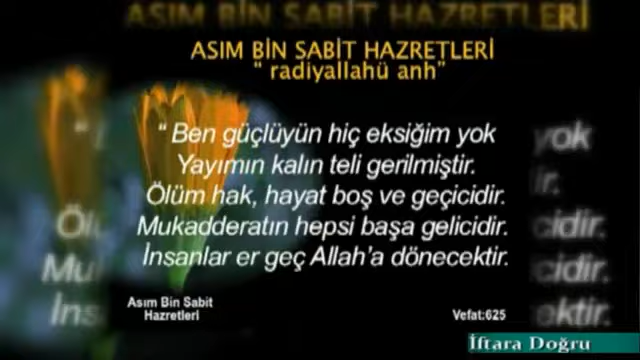 ASIM BİN SABİT HAZRETLERİ
ASIM BİN SABİT HAZRETLERİ
“ radiyallahü anh”
“ Ben güçlüyün hiç eksiğim yok
Yayımın kalın teli gerilmiştir.
Ölüm hak, hayat boş ve geçicidir.
Mukadderatın hepsi başa gelicidir.
İnsanlar er geç Allah’a dönecektir.
Asım Bin Sabit
Hazretleri
Vefat:625
İftara Doğru